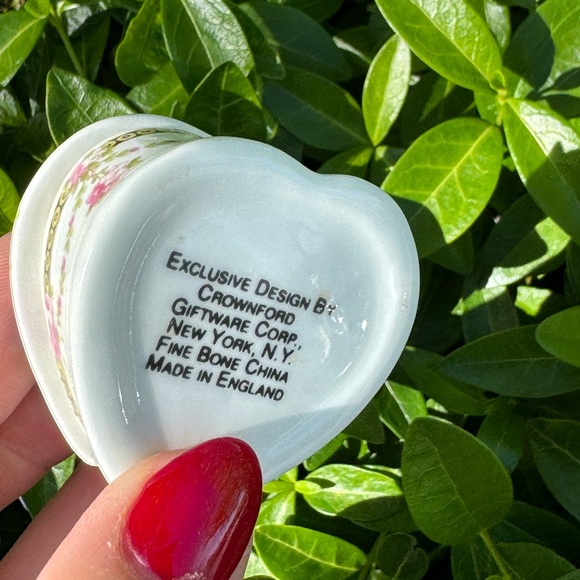 EXCLUSIVE DESIGN BY
CROWNFORD
GIFTWARE CORP.,
NEW YORK, N.Y.
FINE BONE CHINA
MADE IN ENGLAND